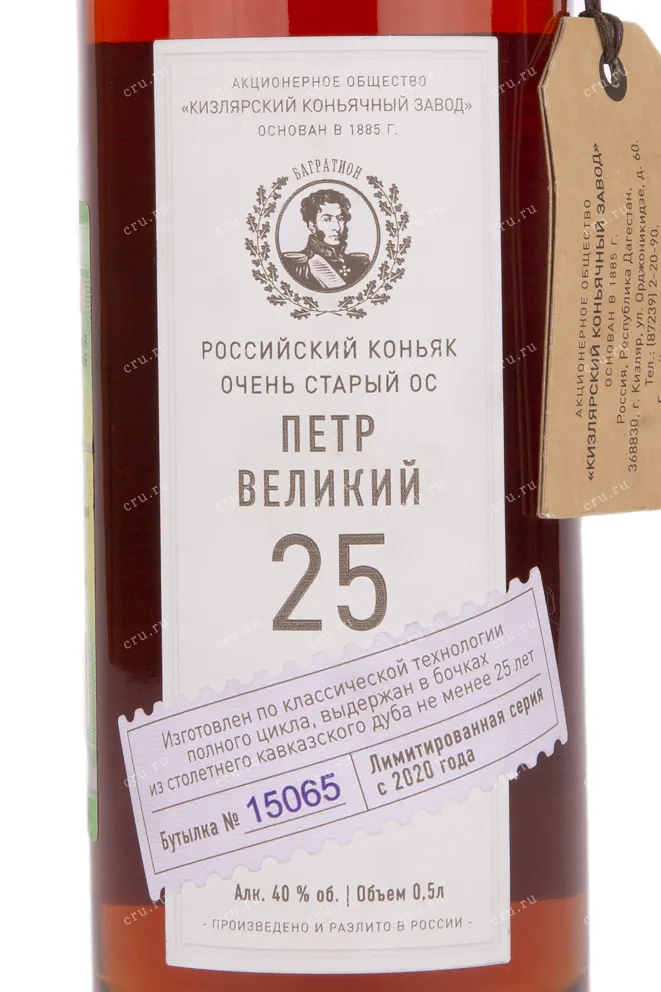 АКЦИОНЕРНОЕ ОБЩЕСТВО
«КИЗЛЯРСКИЙ КОНЬЯЧНЫЙ ЗАВОД»
ОСНОВАН В 1885 Г.
БАГРАТИОН
РОССИЙСКИЙ КОНЬЯК
ОЧЕНЬ СТАРЫЙ ОС
ПЕТР
ВЕЛИКИЙ
25
Изготовлен по классической технологии
полного цикла, выдержан в бочках
из столетнего кавказского дуба не менее 25 лет
Бутылка № 15065
Лимитированная серия
с 2020 года
Алк. 40 % об. | Объем 0,5л
- ПРОИЗВЕДЕНО И РАЗЛИТО В РОССИИ -
АКЦИОНЕРНОЕ ОБЩЕСТВО
«КИЗЛЯРСКИЙ КОНЬЯЧНЫЙ ЗАВОД»
ОСНОВАН В 1885 Г.
Россия, Республика Дагестан,
368830, г. Кизляр, ул. Орджоникидзе, д. 60.
Тел.: (87239) 2-20-90.
cru.ru